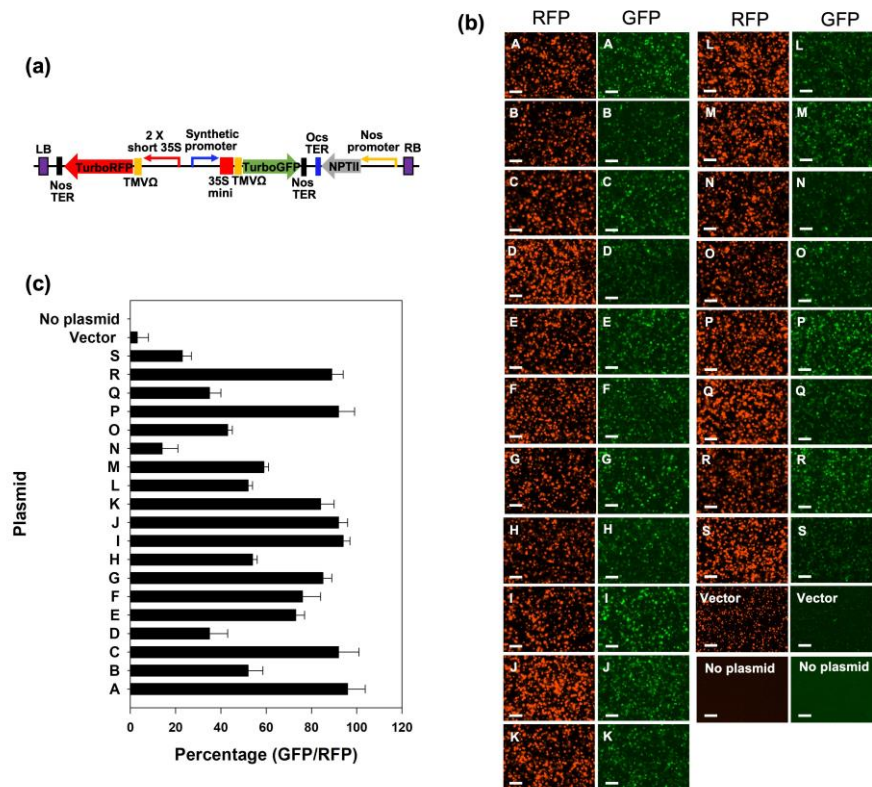 (a)
2 X
short 35S
Synthetic
promoter
Ocs
TER
Nos
promoter
LB
RB
TurboRFP
TurboGFP
NPTII
Nos
TER
TMVΩ
35S
mini
TMVΩ
Nos
TER
(b)
RFP GFP RFP GFP
A A L L
B B M M
C C N N
D D O O
E E P P
F F Q Q
G G R R
H H S S
I I Vector Vector
J J No plasmid No plasmid
K K
(c)
Plasmid
No plasmid
Vector
S
R
Q
P
O
N
M
L
K
J
I
H
G
F
E
D
C
B
A
0 20 40 60 80 100 120
Percentage (GFP/RFP)